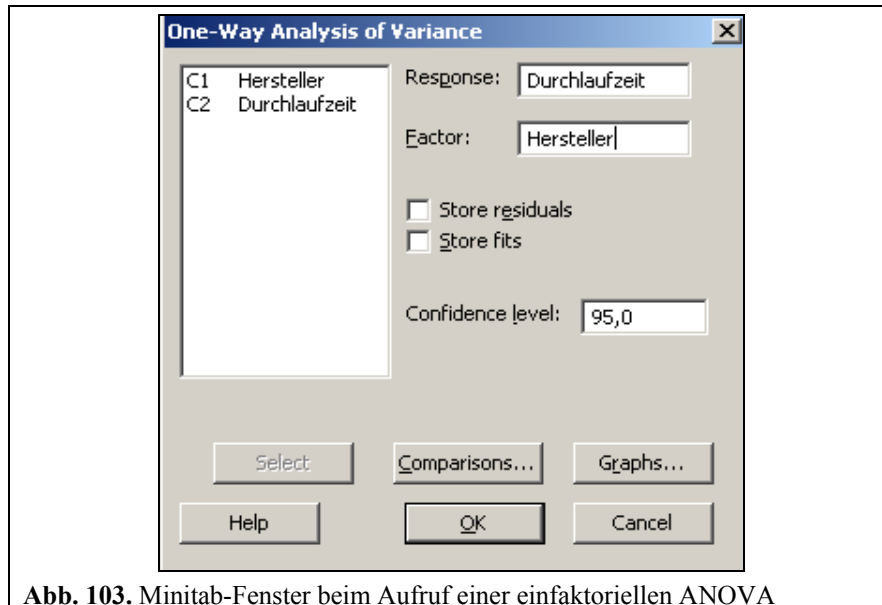 One-Way Analysis of Variance
C1 Hersteller
C2 Durchlaufzeit
Response: Durchlaufzeit
Factor: Hersteller
Store residuals
Store fits
Confidence level: 95,0
Select Comparisons... Graphs...
Help OK Cancel
Abb. 103. Minitab-Fenster beim Aufruf einer einfaktoriellen ANOVA